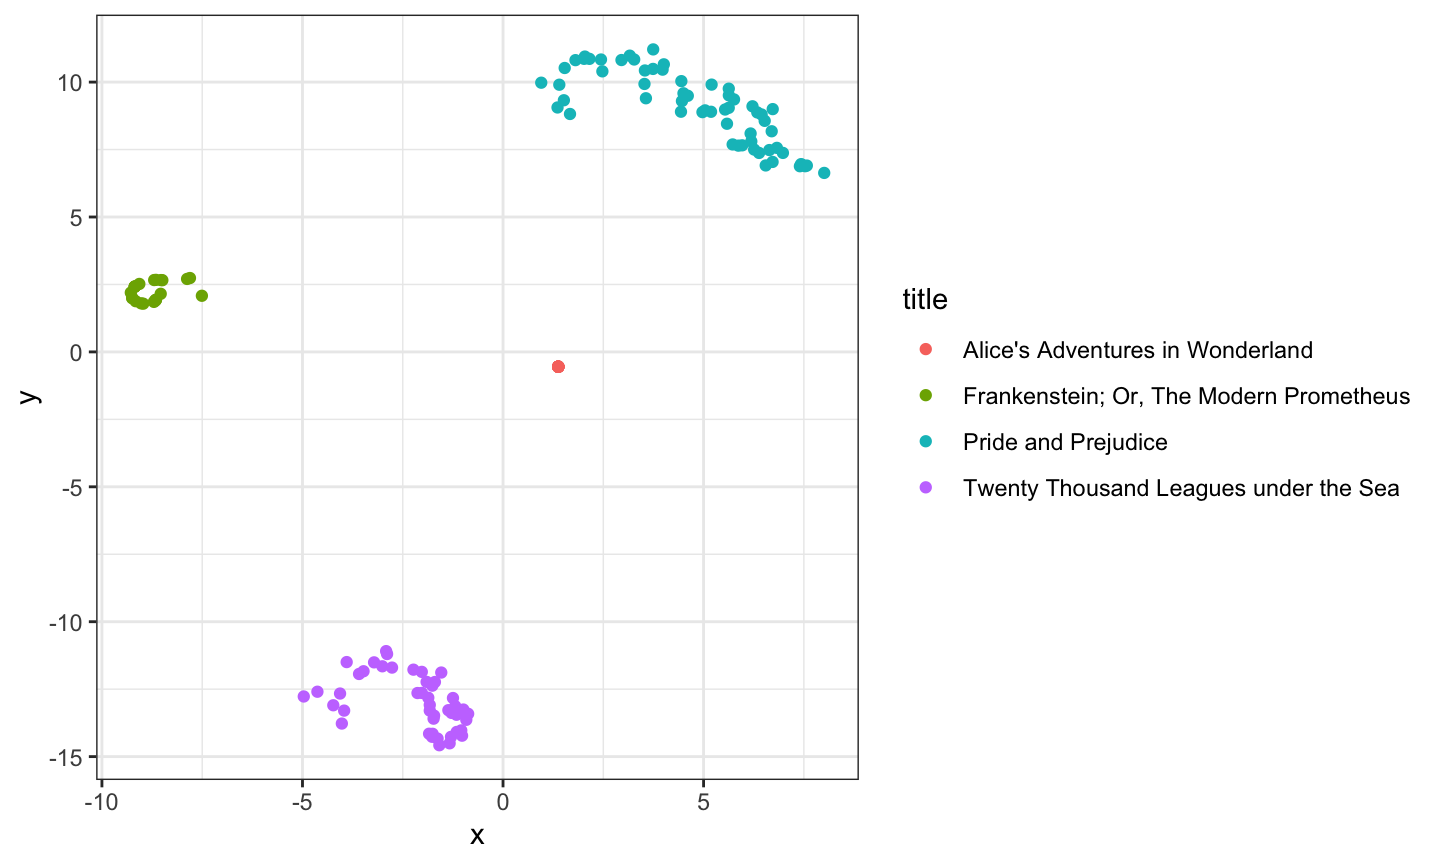 10
5
0
-5
-10
-15
y
-10
-5
0
5
x
title
Alice's Adventures in Wonderland
Frankenstein; Or, The Modern Prometheus
Pride and Prejudice
Twenty Thousand Leagues under the Sea